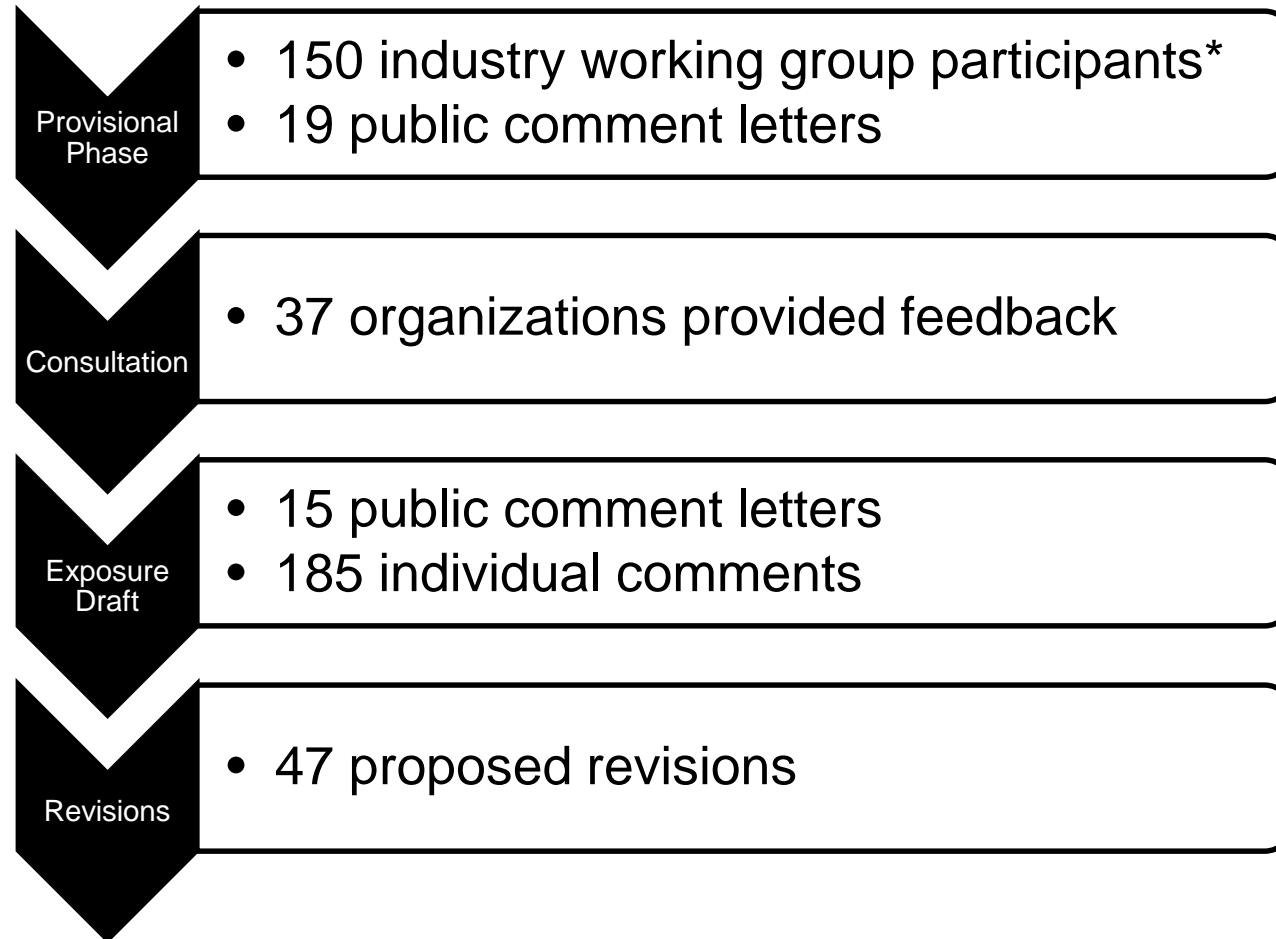 Provisional
Phase
• 150 industry working group participants*
• 19 public comment letters
Consultation
• 37 organizations provided feedback
Exposure
Draft
• 15 public comment letters
• 185 individual comments
Revisions
• 47 proposed revisions